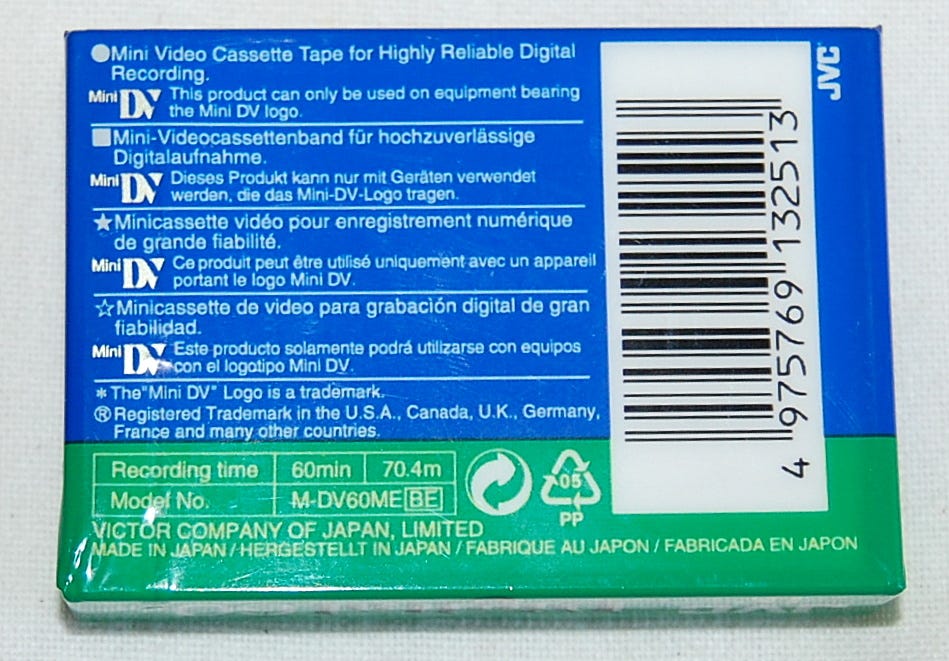 ●Mini Video Cassette Tape for Highly Reliable Digital
Recording.
Mini DV This product can only be used on equipment bearing
the Mini DV logo.
■Mini-Videocassettenband für hochzuverlässige
Digitalaufnahme.
Mini DV Dieses Produkt kann nur mit Geräten verwendet
werden, die das Mini-DV-Logo tragen.
★Minicassette vidéo pour enregistrement numérique
de grande fiabilité.
Mini DV Ce produit peut être utilisé uniquement avec un appareil
portant le logo Mini DV.
☆Minicassette de video para grabaciòn digital de gran
fiabilidad.
Mini DV Este producto solamente podrá utilizarse con equipos
con el logotipo Mini DV.
* The"Mini DV" Logo is a trademark.
® Registered Trademark in the U.S.A., Canada, U.K., Germany,
France and many other countries.
Recording time 60min 70.4m
Model No. M-DV60ME BE
05
PP
VICTOR COMPANY OF JAPAN, LIMITED
MADE IN JAPAN / HERGESTELLT IN JAPAN / FABRIQUE AU JAPON / FABRICADA EN JAPON
JVC
4 975769 132513